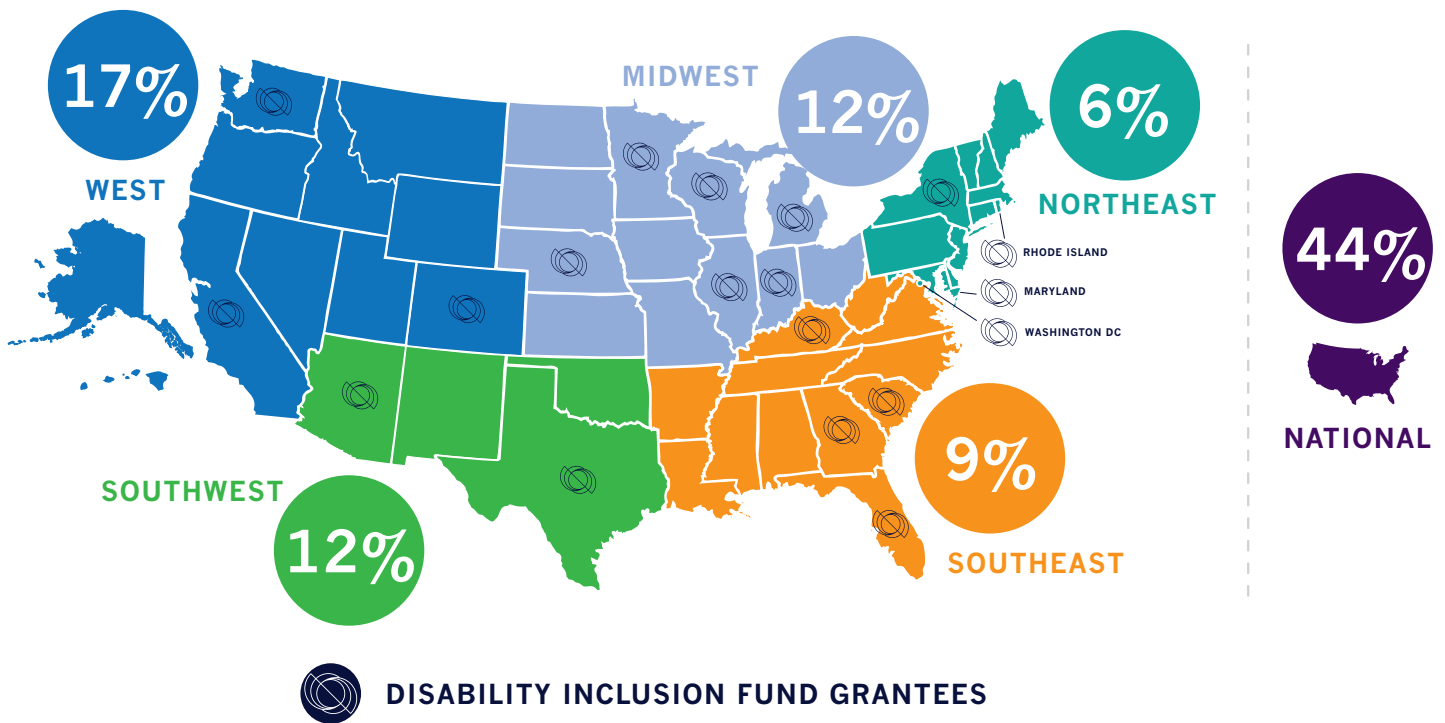 17%
WEST
MIDWEST
12%
6%
NORTHEAST
RHODE ISLAND
MARYLAND
WASHINGTON DC
44%
NATIONAL
SOUTHWEST
12%
9%
SOUTHEAST
DISABILITY INCLUSION FUND GRANTEES